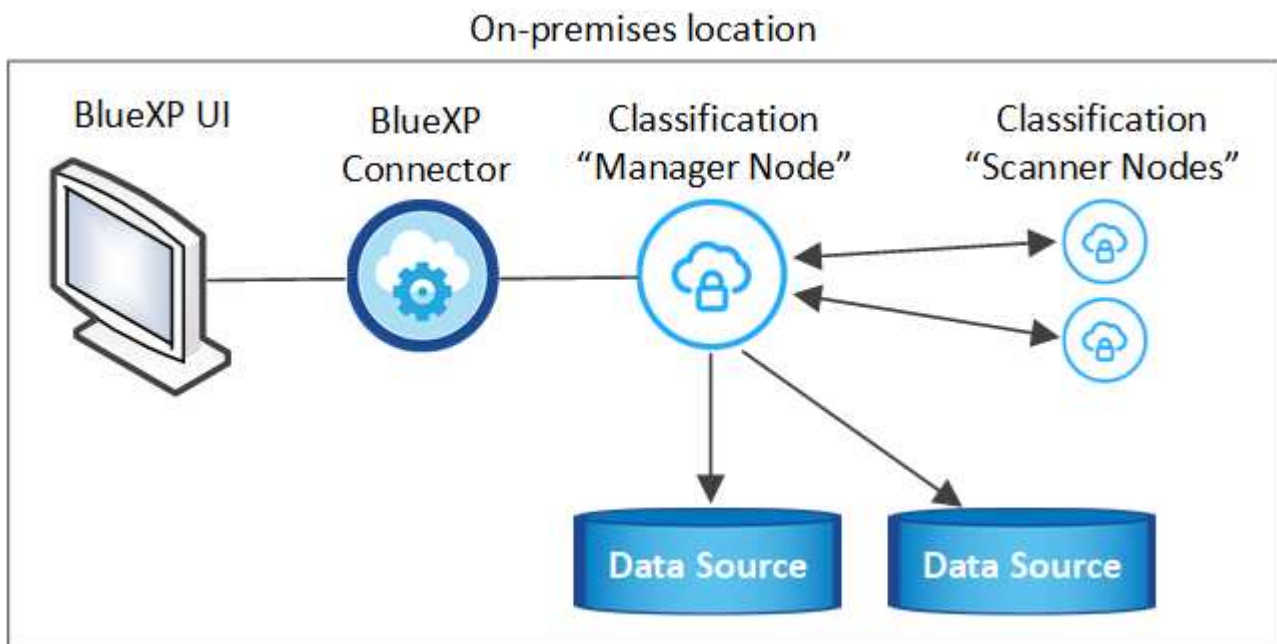 On-premises location
BlueXP UI
BlueXP
Connector
Classification
“Manager Node”
Classification
“Scanner Nodes”
Data Source
Data Source